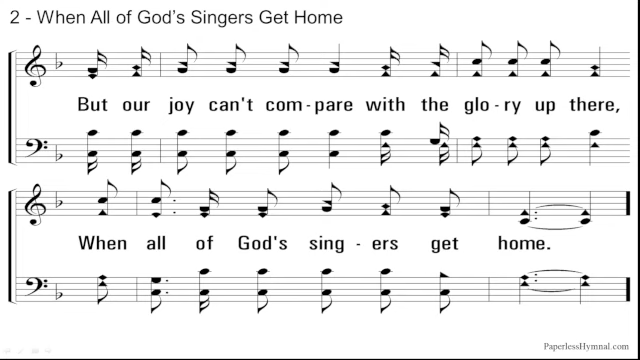 2 - When All of God's Singers Get Home
But our joy can't com - pare with the glo - ry up there,
When all of God's sing - ers get home.
PaperlessHymnal.com